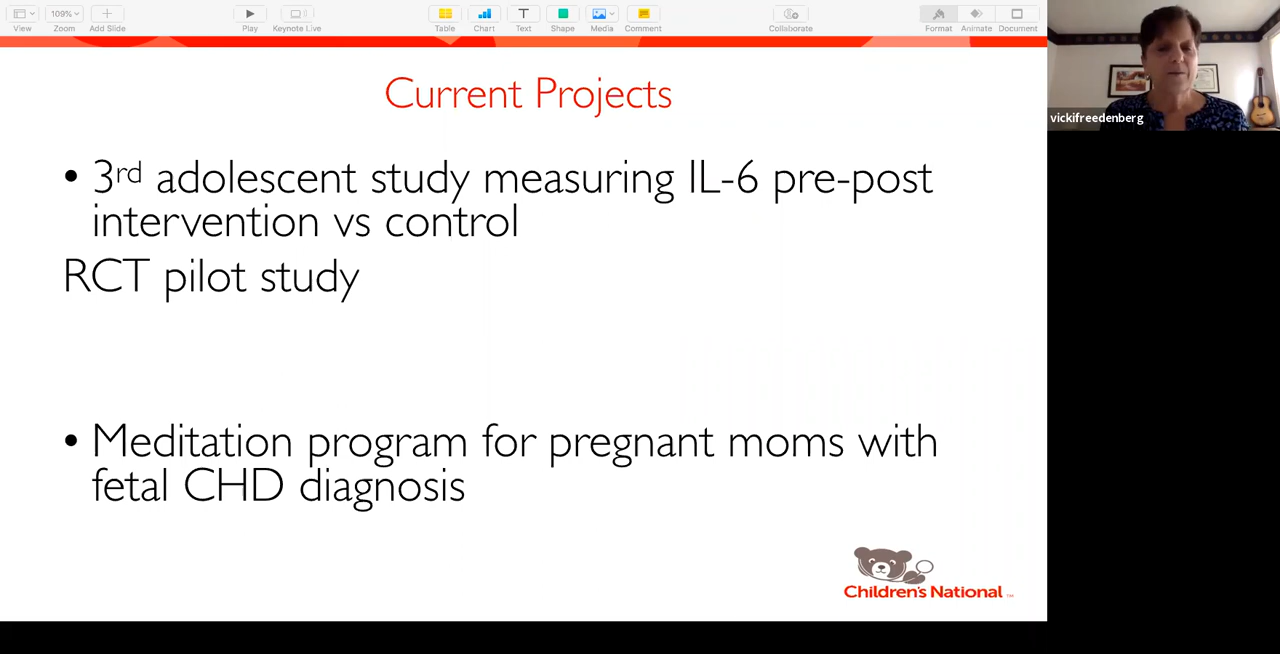 View
109%
Zoom
Add Slide
Play
Keynote Live
Table
Chart
Text
Shape
Media
Comment
Collaborate
Format
Animate
Document
vickifreedenberg
Current Projects
• 3rd adolescent study measuring IL-6 pre-post
intervention vs control
RCT pilot study
• Meditation program for pregnant moms with
fetal CHD diagnosis
Children's National ™